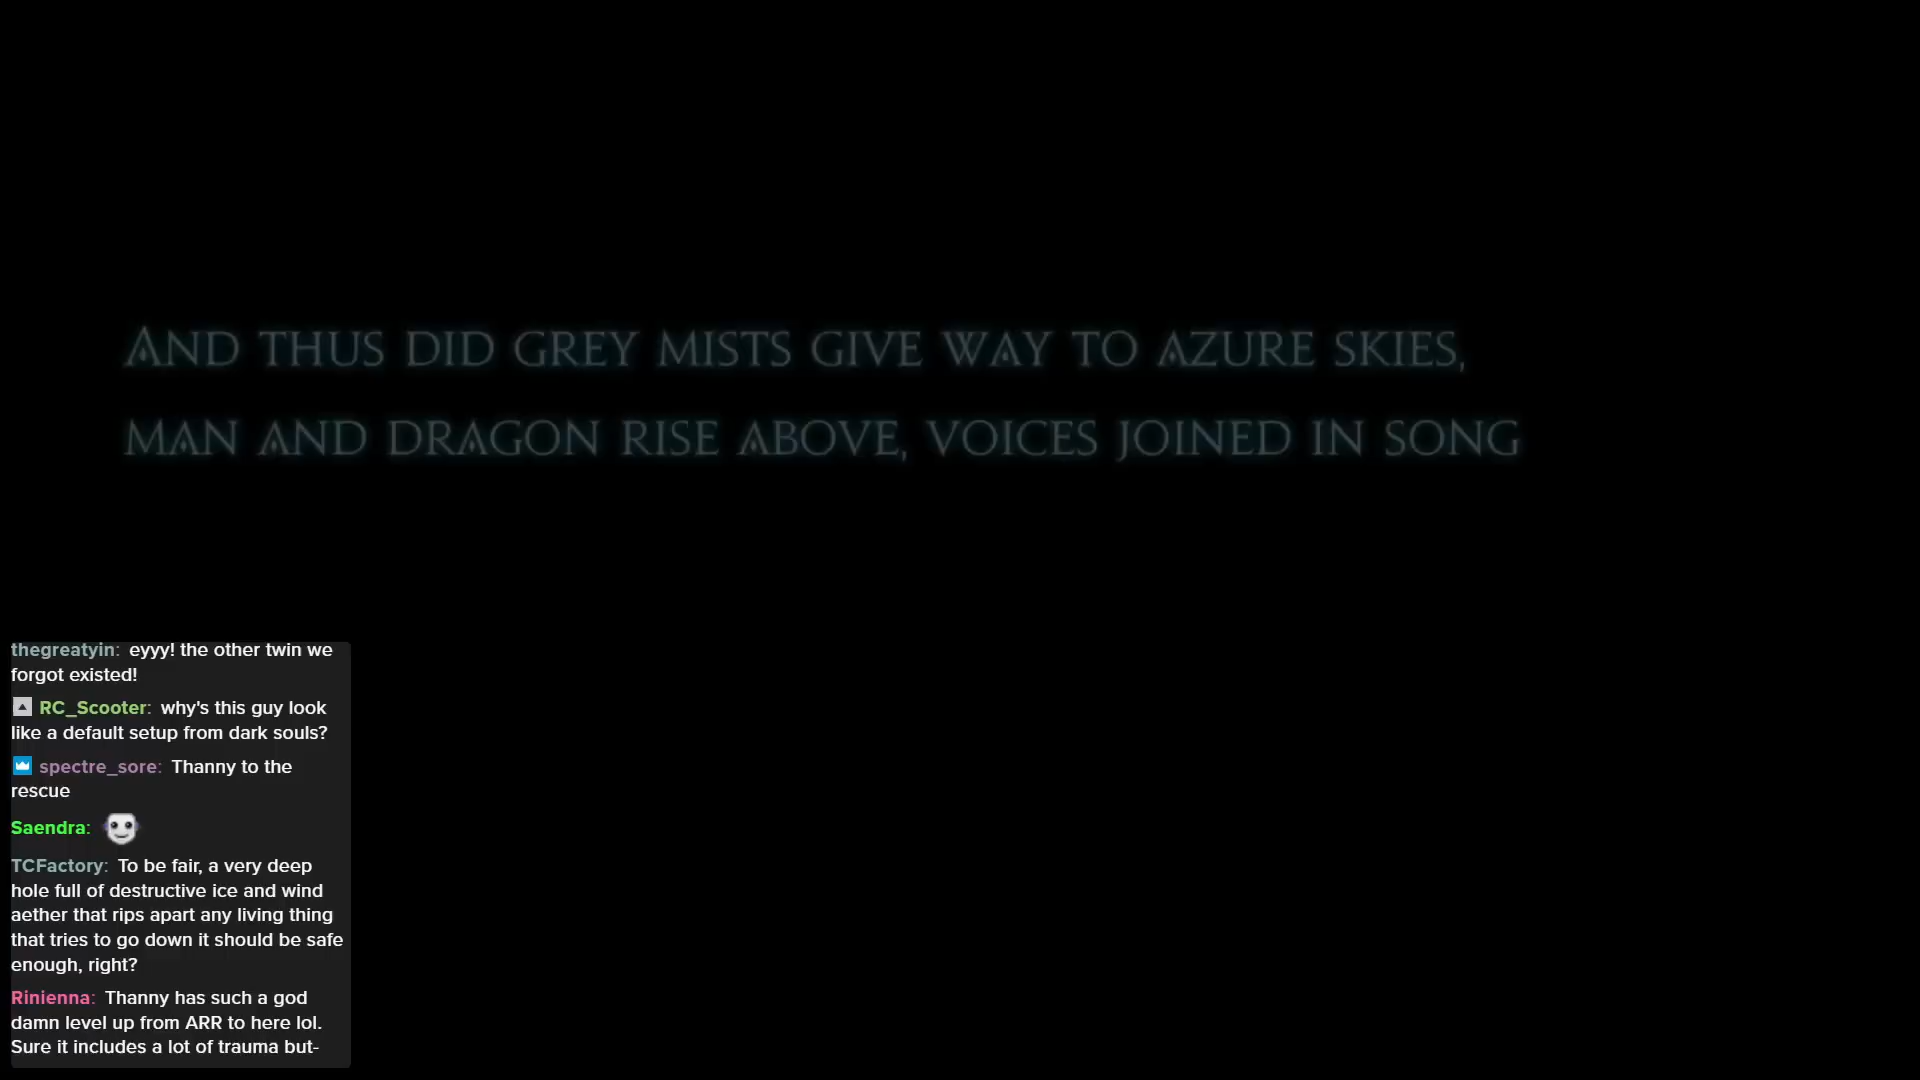 AND THUS DID GREY MISTS GIVE WAY TO AZURE SKIES,
MAN AND DRAGON RISE ABOVE, VOICES JOINED IN SONG
thegreatyin: eyyy! the other twin we
forgot existed!
RC_Scooter: why's this guy look
like a default setup from dark souls?
spectre_sore: Thanny to the
rescue
Saendra:
TCFactory: To be fair, a very deep
hole full of destructive ice and wind
aether that rips apart any living thing
that tries to go down it should be safe
enough, right?
Rinienna: Thanny has such a god
damn level up from ARR to here lol.
Sure it includes a lot of trauma but-